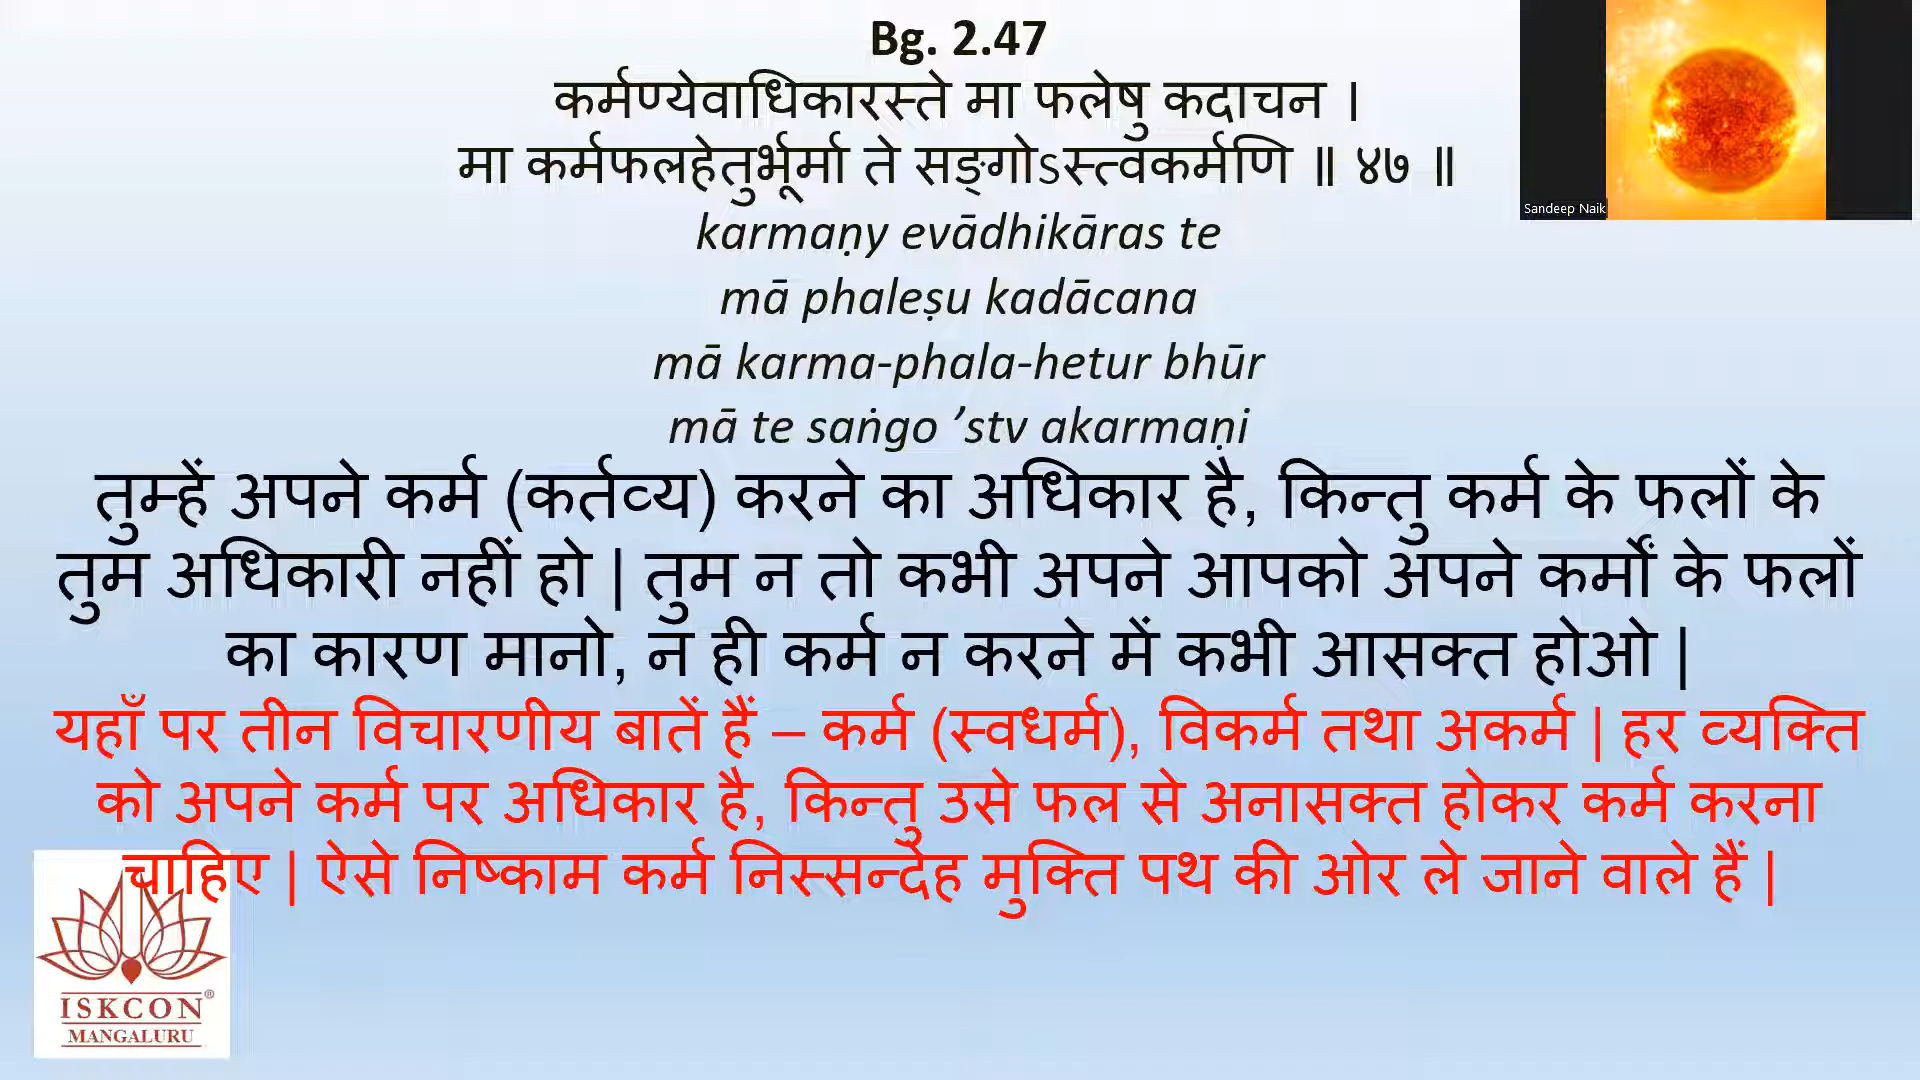 Bg. 2.47
कर्मण्येवाधिकारस्ते मा फलेषु कदाचन ।
मा कर्मफलहेतुर्भूर्मा ते सङ्गोऽस्त्वकर्मणि ॥ ४७ ॥
karmaṇy evādhikāras te
mā phaleṣu kadācana
mā karma-phala-hetur bhūr
mā te saṅgo ’stv akarmaṇi
तुम्हें अपने कर्म (कर्तव्य) करने का अधिकार है, किन्तु कर्म के फलों के
तुम अधिकारी नहीं हो | तुम न तो कभी अपने आपको अपने कर्मों के फलों
का कारण मानो, न ही कर्म न करने में कभी आसक्त होओ |
यहाँ पर तीन विचारणीय बातें हैं – कर्म (स्वधर्म), विकर्म तथा अकर्म | हर व्यक्ति
को अपने कर्म पर अधिकार है, किन्तु उसे फल से अनासक्त होकर कर्म करना
चाहिए | ऐसे निष्काम कर्म निस्सन्देह मुक्ति पथ की ओर ले जाने वाले हैं |
Sandeep Naik
ISKCON®
MANGALURU